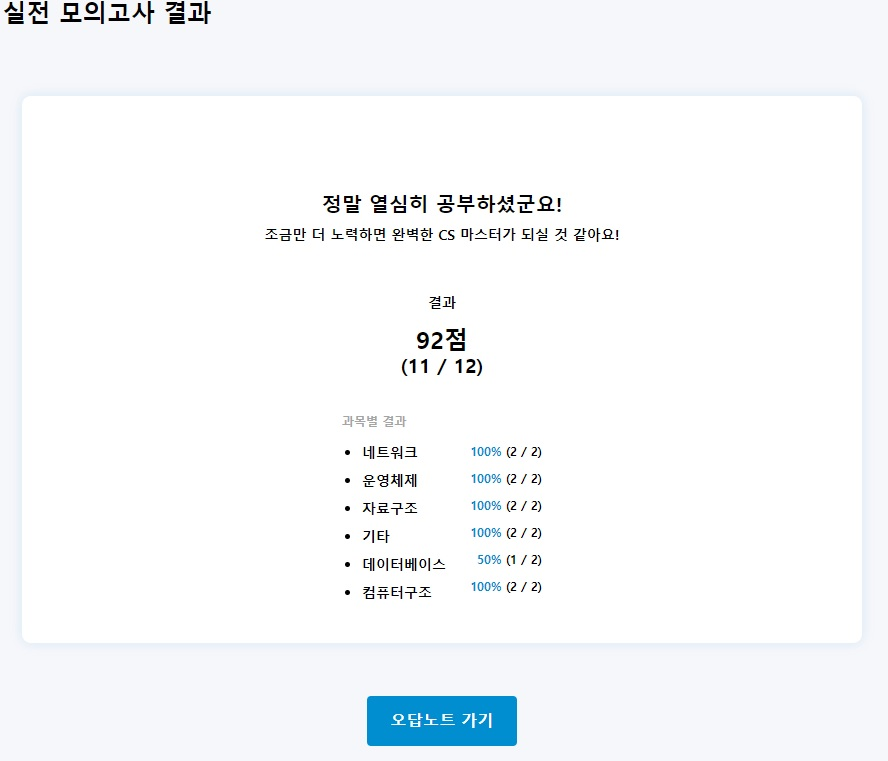 실전 모의고사 결과
정말 열심히 공부하셨군요!
조금만 더 노력하면 완벽한 CS 마스터가 되실 것 같아요!
결과
92점
(11 / 12)
과목별 결과
네트워크 100% (2 / 2)
운영체제 100% (2 / 2)
자료구조 100% (2 / 2)
기타 100% (2 / 2)
데이터베이스 50% (1 / 2)
컴퓨터구조 100% (2 / 2)
오답노트 가기